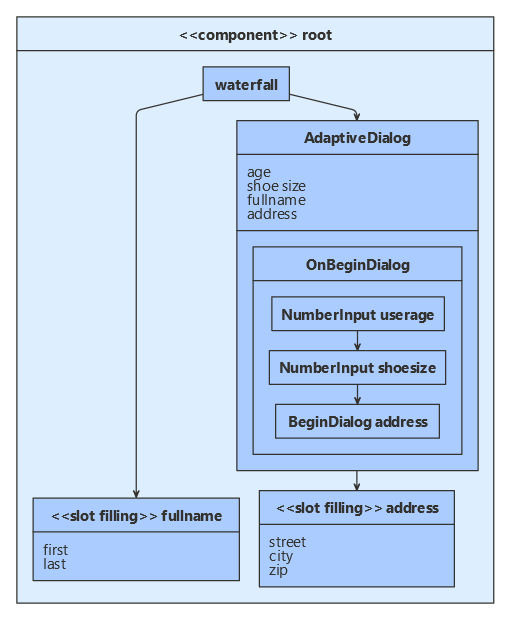 <<component>> root
waterfall
AdaptiveDialog
age
shoe size
fullname
address
OnBeginDialog
NumberInput userage
NumberInput shoesize
BeginDialog address
<<slot filling>> fullname
first
last
<<slot filling>> address
street
city
zip